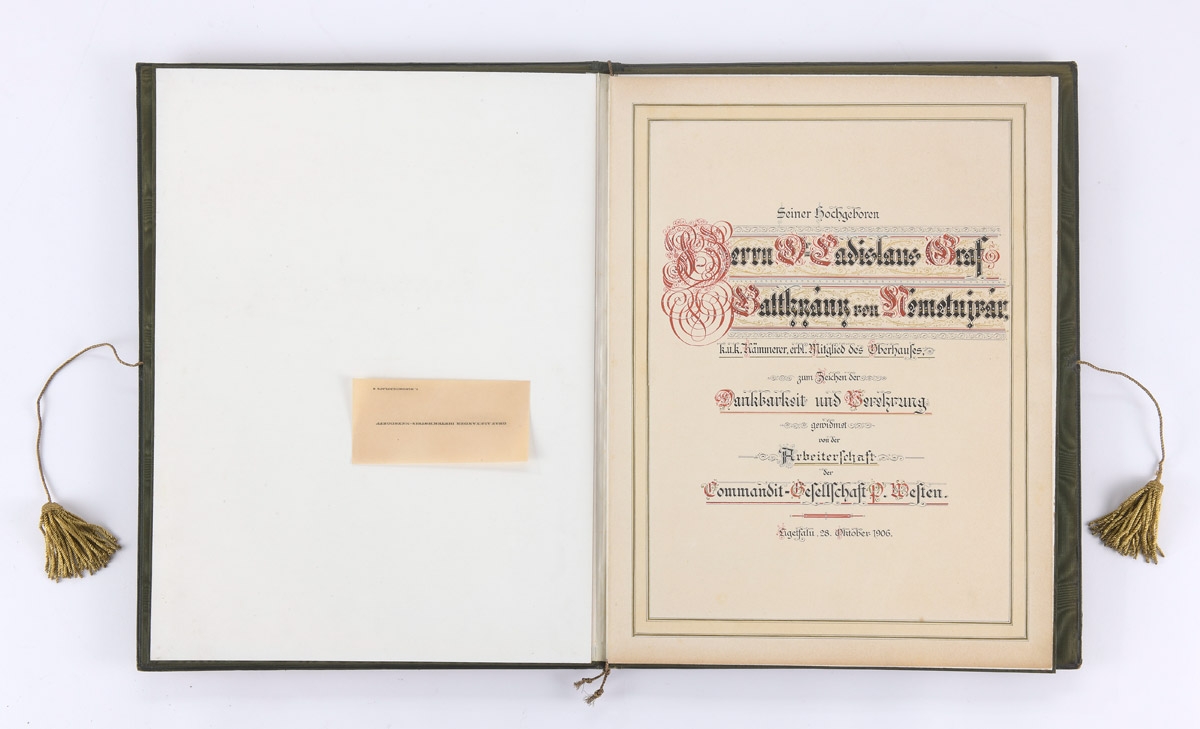 Seiner Hochgeboren
Herrn Dr. Ladislaus Graf
Batthyány von Németujvár,
k.u.k. Kämmerer, erbl. Mitglied des Oberhauses,
zum Zeichen der
Dankbarkeit und Verehrung
gewidmet
von der
Arbeiterschaft
der
Commandit-Gesellschaft P. Westen.
Ligetfalu, 28. Oktober 1906.